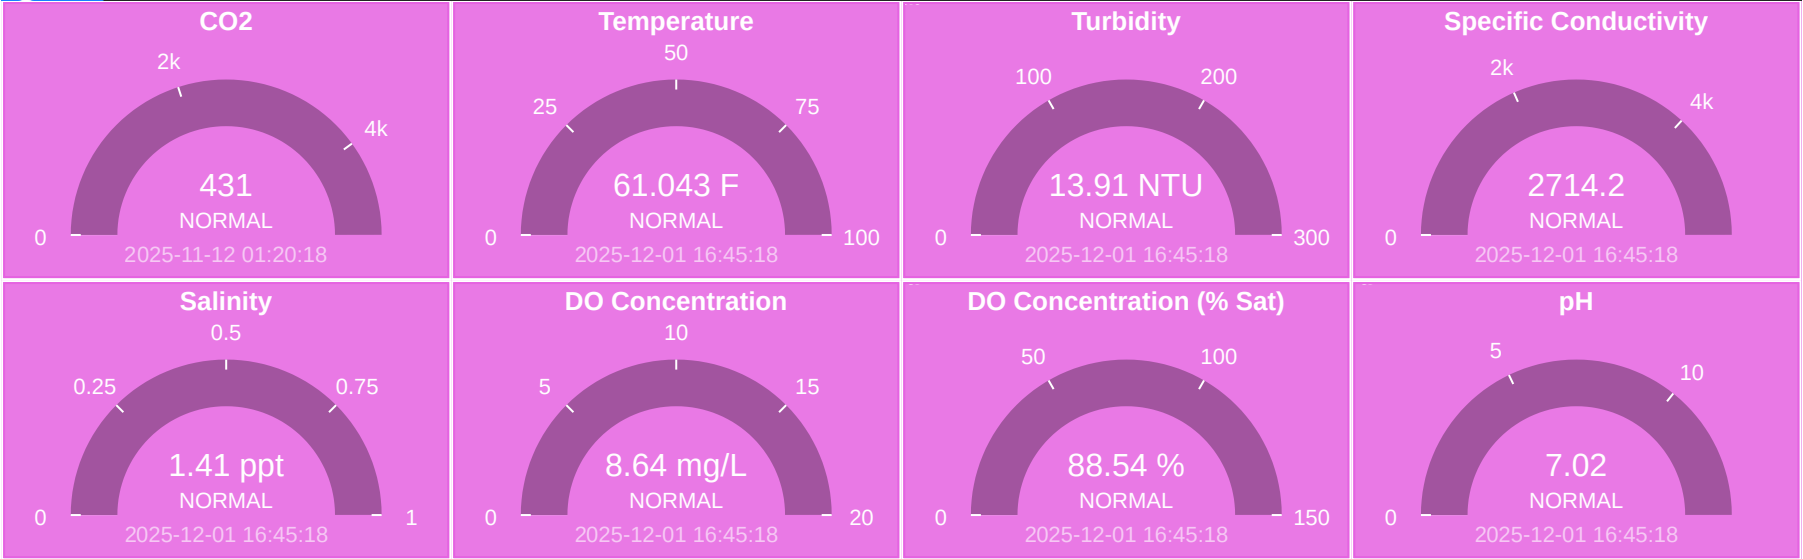 CO2
2k
4k
431
NORMAL
0
2025-11-12 01:20:18
Temperature
50
25
75
61.043 F
NORMAL
0
100
2025-12-01 16:45:18
Turbidity
100
200
13.91 NTU
NORMAL
0
300
2025-12-01 16:45:18
Specific Conductivity
2k
4k
2714.2
NORMAL
0
2025-12-01 16:45:18
Salinity
0.5
0.25
0.75
1.41 ppt
NORMAL
0
1
2025-12-01 16:45:18
DO Concentration
10
5
15
8.64 mg/L
NORMAL
0
20
2025-12-01 16:45:18
DO Concentration (% Sat)
50
100
88.54 %
NORMAL
0
150
2025-12-01 16:45:18
pH
5
10
7.02
NORMAL
0
2025-12-01 16:45:18